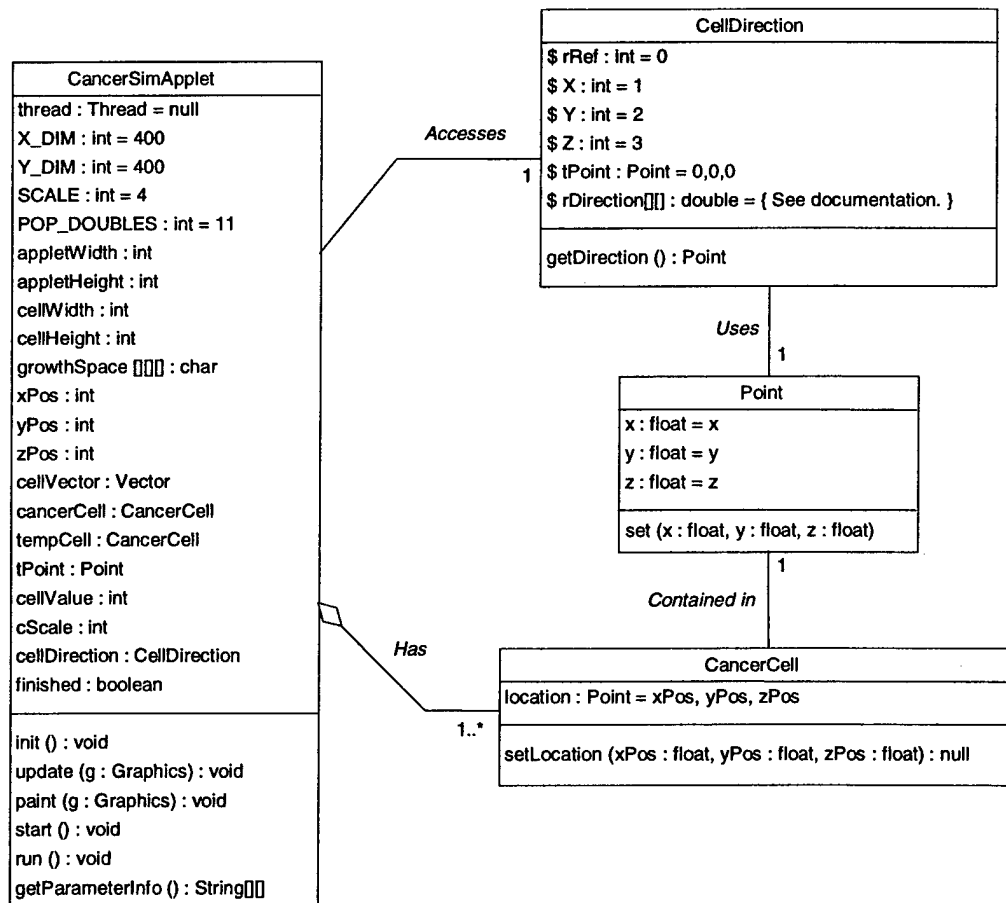 CancerSimApplet
thread : Thread = null
X_DIM : int = 400
Y_DIM : int = 400
SCALE : int = 4
POP_DOUBLES : int = 11
appletWidth : int
appletHeight : int
cellWidth : int
cellHeight : int
growthSpace [][][] : char
xPos : int
yPos : int
zPos : int
cellVector : Vector
cancerCell : CancerCell
tempCell : CancerCell
tPoint : Point
cellValue : int
cScale : int
cellDirection : CellDirection
finished : boolean
init () : void
update (g : Graphics) : void
paint (g : Graphics) : void
start () : void
run () : void
getParameterInfo () : String[][]
Accesses
1
CellDirection
$ rRef : int = 0
$ X : int = 1
$ Y : int = 2
$ Z : int = 3
$ tPoint : Point = 0,0,0
$ rDirection[][] : double = { See documentation. }
getDirection () : Point
Uses
1
Point
x : float = x
y : float = y
z : float = z
set (x : float, y : float, z : float)
1
Contained in
Has
1..*
CancerCell
location : Point = xPos, yPos, zPos
setLocation (xPos : float, yPos : float, zPos : float) : null